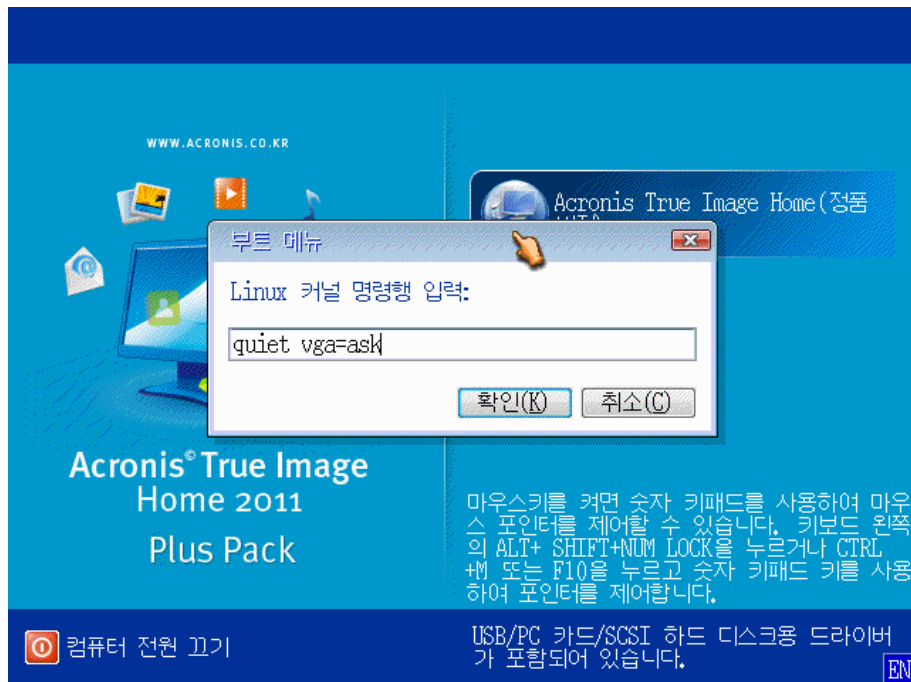 WWW.ACRONIS.CO.KR
Acronis True Image Home(정품
부트 메뉴
Linux 커널 명령행 입력:
quiet vga=ask
확인(K)
취소(C)
Acronis® True Image
Home 2011
Plus Pack
마우스키를 켜면 숫자 키패드를 사용하여 마우
스 포인터를 제어할 수 있습니다. 키보드 왼쪽
의 ALT+ SHIFT+NUM LOCK을 누르거나 CTRL
+M 또는 F10을 누르고 숫자 키패드 키를 사용
하여 포인터를 제어합니다.
컴퓨터 전원 끄기
USB/PC 카드/SCSI 하드 디스크용 드라이버
가 포함되어 있습니다.
EN